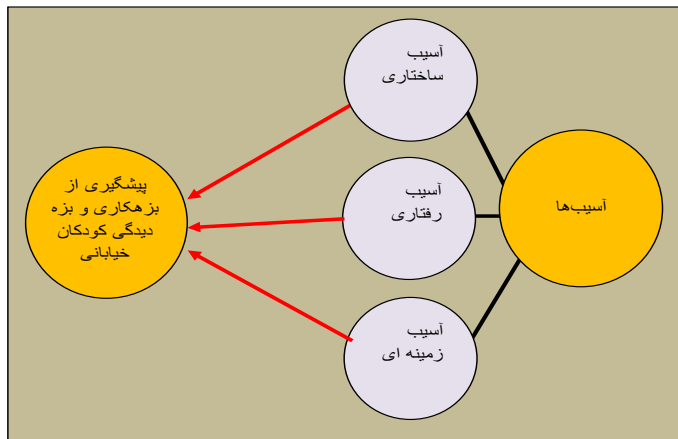 آسیب‌ها
آسیب
ساختاری
آسیب
رفتاری
آسیب
زمینه ای
پیشگیری از
بزهکاری و بزه
دیدگی کودکان
خیابانی